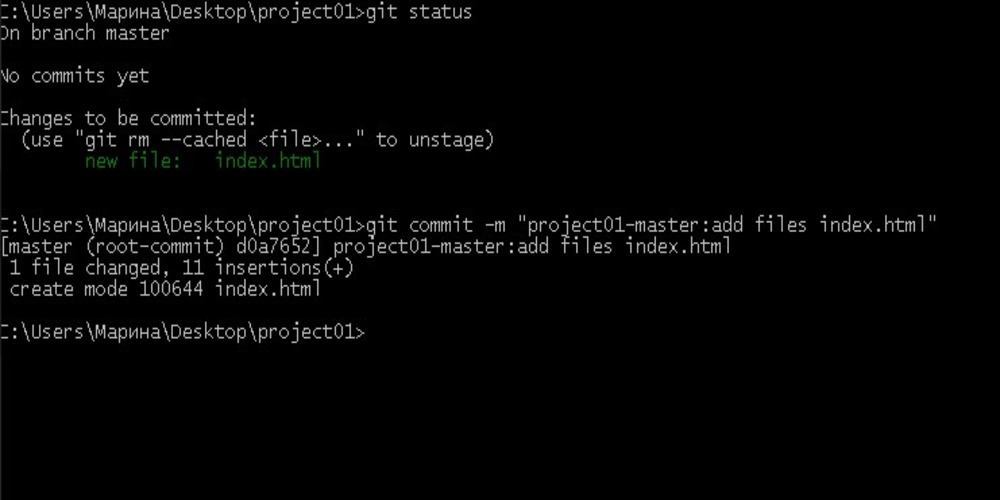 C:\Users\Марина\Desktop\project01>git status
On branch master
No commits yet
Changes to be committed:
(use "git rm --cached <file>..." to unstage)
new file: index.html
C:\Users\Марина\Desktop\project01>git commit -m "project01-master:add files index.html"
[master (root-commit) d0a7652] project01-master:add files index.html
1 file changed, 11 insertions(+)
create mode 100644 index.html
C:\Users\Марина\Desktop\project01>